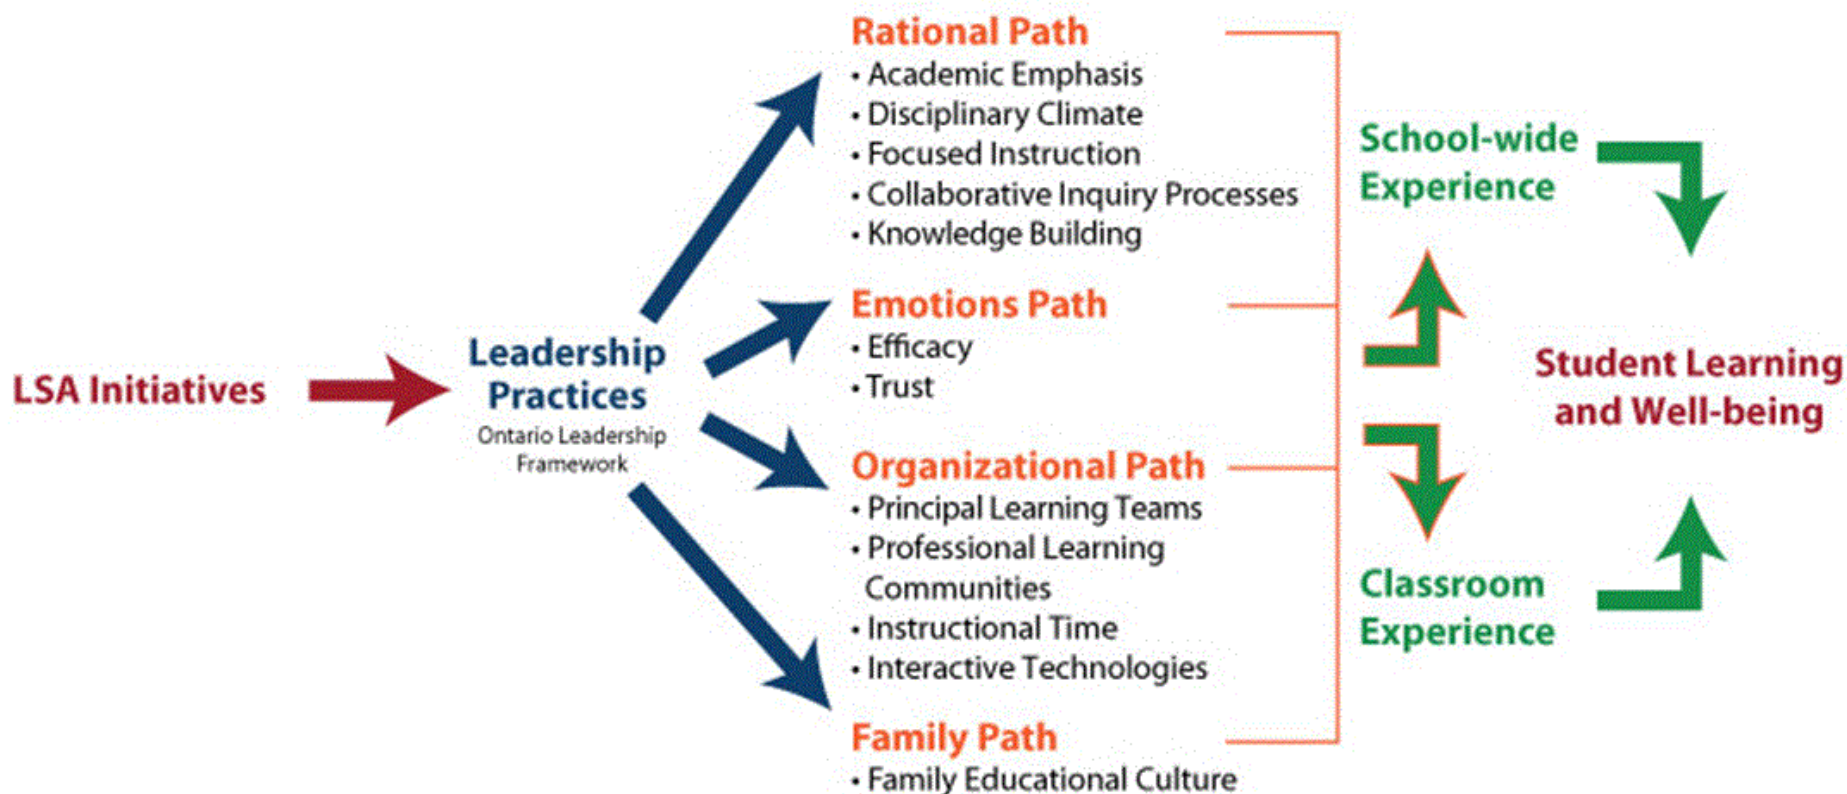 LSA Initiatives
Leadership
Practices
Ontario Leadership
Framework
Rational Path
• Academic Emphasis
• Disciplinary Climate
• Focused Instruction
• Collaborative Inquiry Processes
• Knowledge Building
Emotions Path
• Efficacy
• Trust
Organizational Path
• Principal Learning Teams
• Professional Learning
Communities
• Instructional Time
• Interactive Technologies
Family Path
• Family Educational Culture
School-wide
Experience
Classroom
Experience
Student Learning
and Well-being